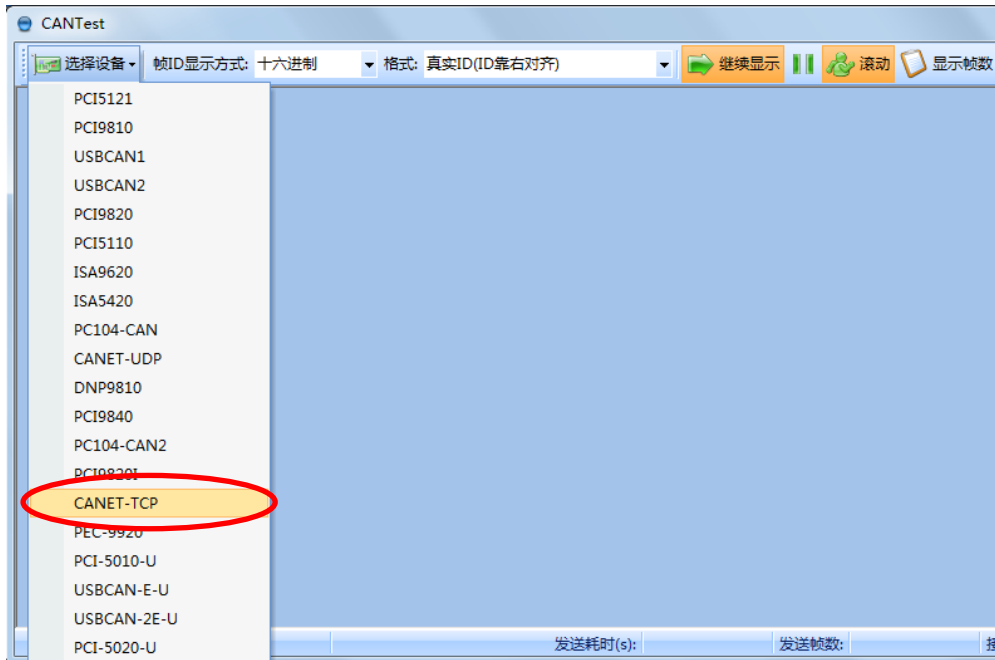 CANTest
选择设备 帧ID显示方式: 十六进制 格式: 真实ID(ID靠右对齐) 继续显示 滚动 显示帧数
PCI5121
PCI9810
USBCAN1
USBCAN2
PCI9820
PCI5110
ISA9620
ISA5420
PC104-CAN
CANET-UDP
DNP9810
PCI9840
PC104-CAN2
PCI9820I
CANET-TCP
PEC-9920
PCI-5010-U
USBCAN-E-U
USBCAN-2E-U
PCI-5020-U
发送耗时(s): 发送帧数: